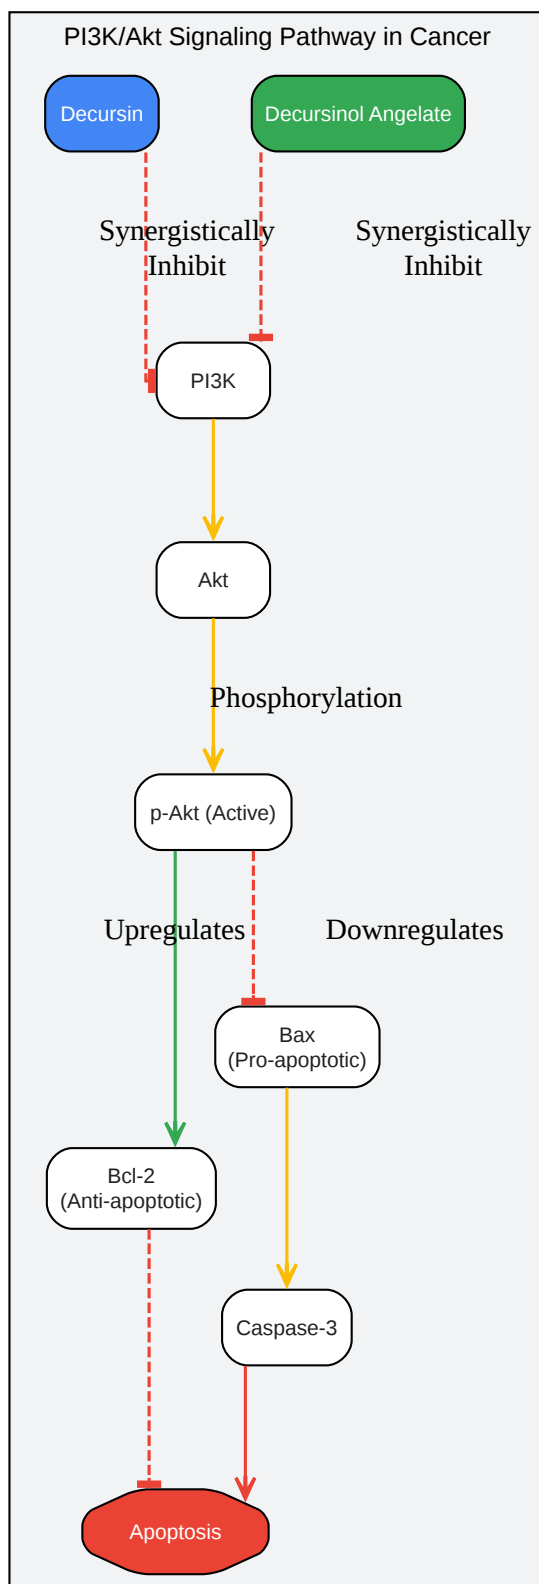 PI3K/Akt Signaling Pathway in Cancer
Decursin
Decursinol Angelate
Synergistically
Inhibit
Synergistically
Inhibit
PI3K
Akt
Phosphorylation
p-Akt (Active)
Upregulates
Downregulates
Bax
(Pro-apoptotic)
Bcl-2
(Anti-apoptotic)
Caspase-3
Apoptosis